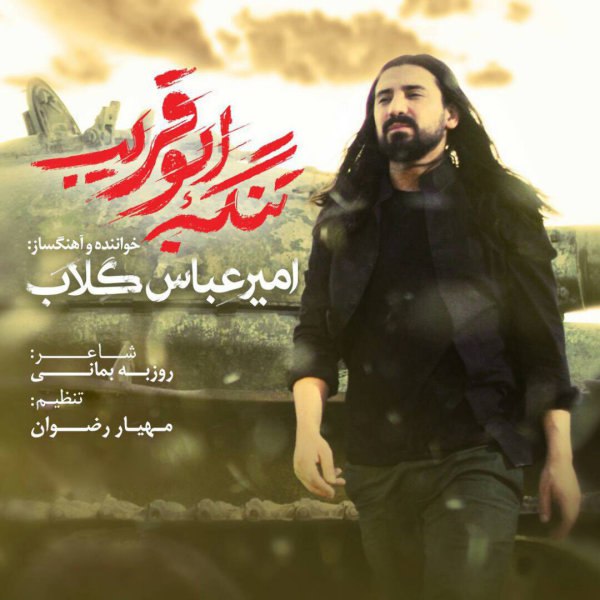 تنگهٔ
ابوقریب
خواننده و آهنگساز:
امیرعباس گلاب
شاعر:
روزبه بمانی
تنظیم:
مهیار رضوان